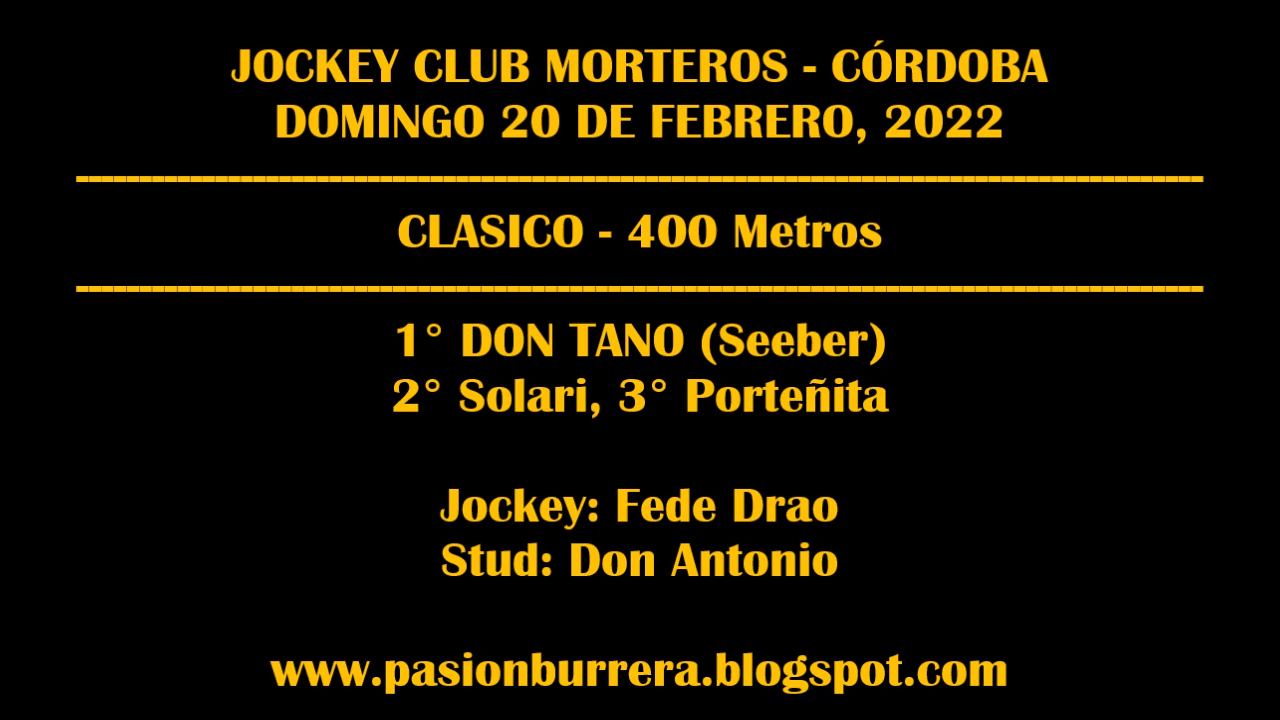 JOCKEY CLUB MORTEROS - CÓRDOBA
DOMINGO 20 DE FEBRERO, 2022
CLASICO - 400 Metros
1° DON TANO (Seeber)
2° Solari, 3° Porteñita
Jockey: Fede Drao
Stud: Don Antonio
www.pasionburrera.blogspot.com